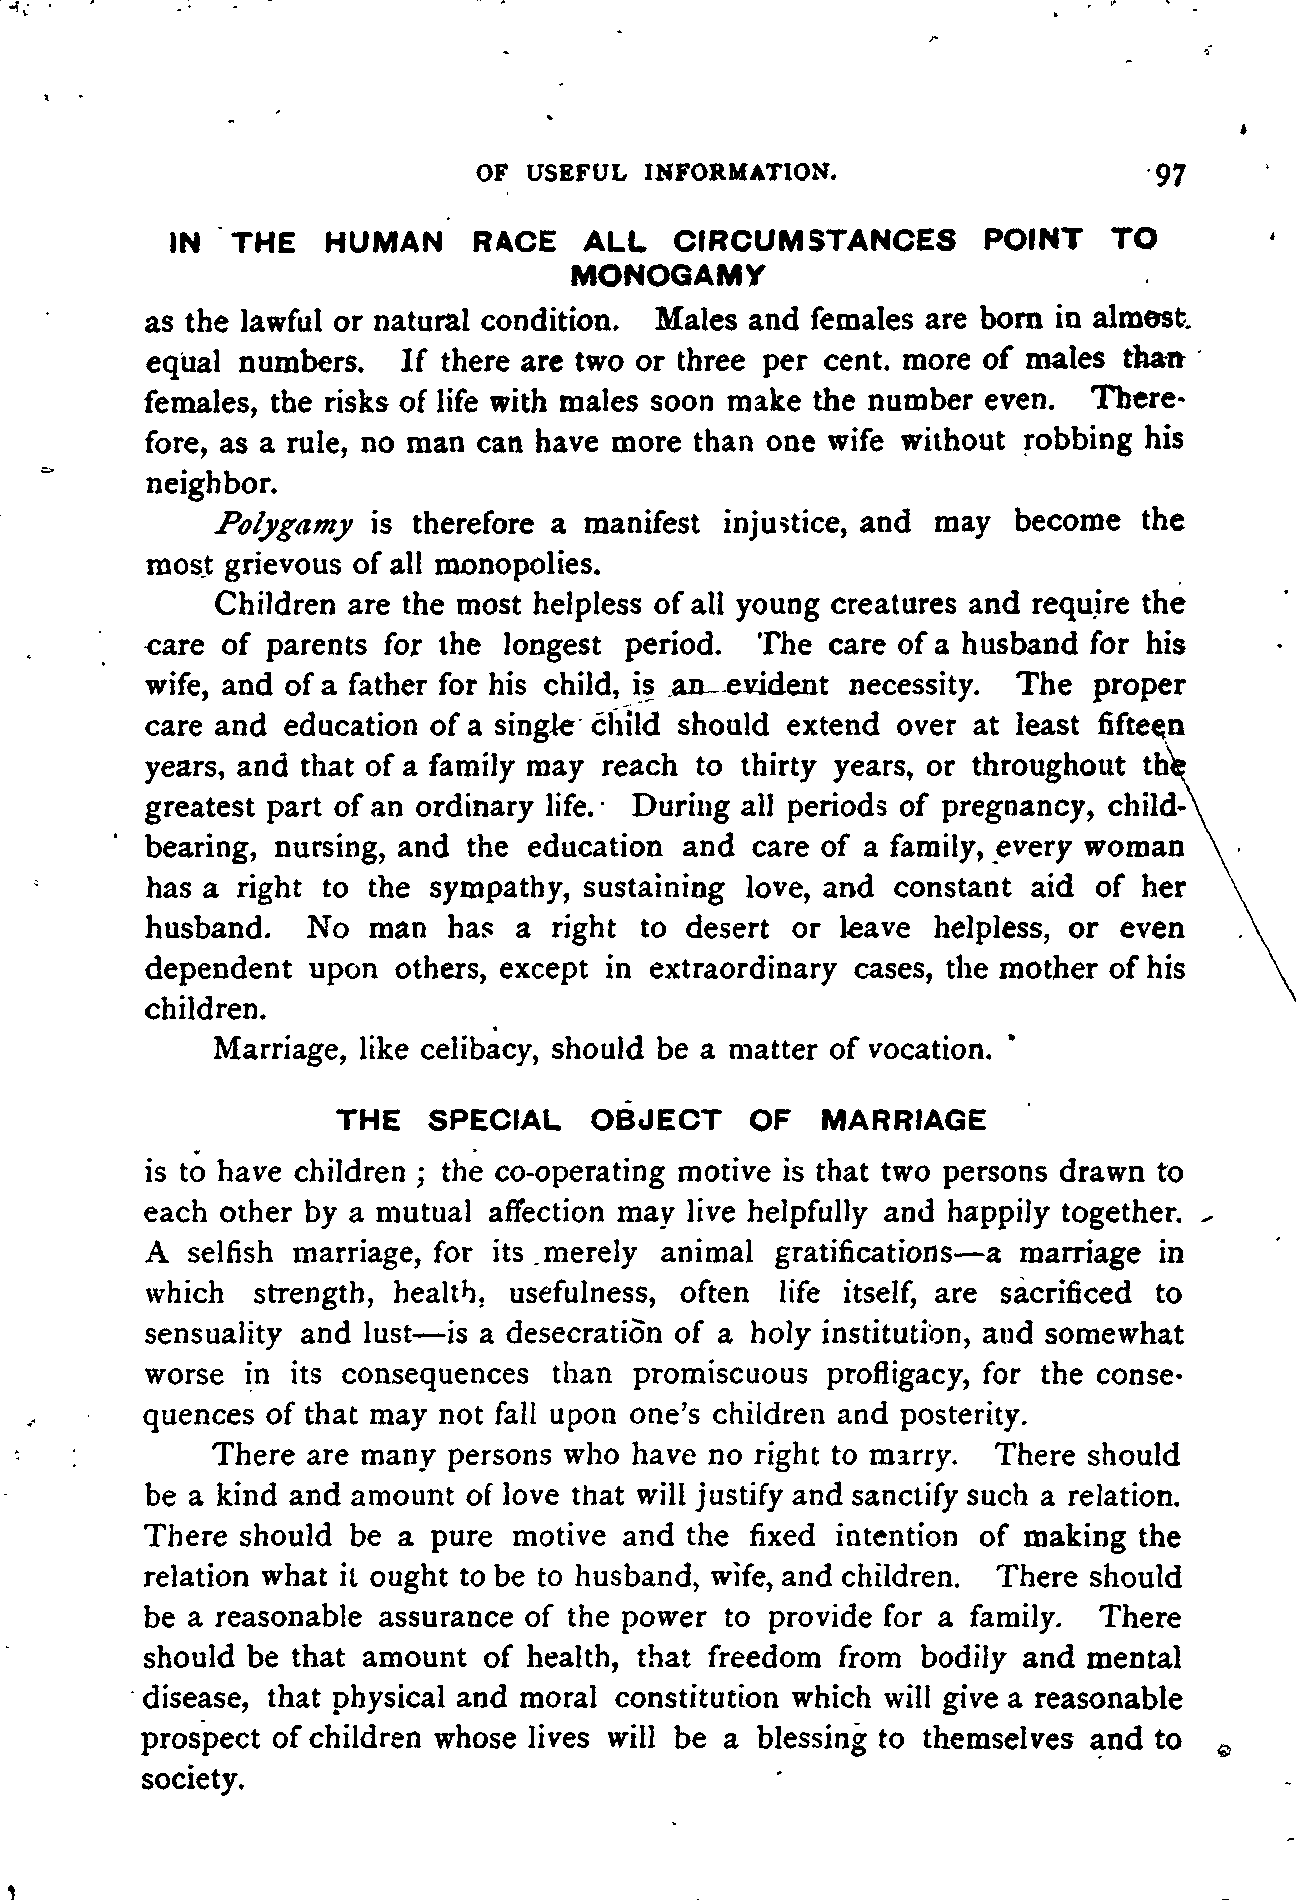 OF USEFUL INFORMATION. 97
IN THE HUMAN RACE ALL CIRCUMSTANCES POINT TO
MONOGAMY
as the lawful or natural condition. Males and females are born in almost
equal numbers. If there are two or three per cent. more of males than
females, the risks of life with males soon make the number even. There-
fore, as a rule, no man can have more than one wife without robbing his
neighbor.
Polygamy is therefore a manifest injustice, and may become the
most grievous of all monopolies.
Children are the most helpless of all young creatures and require the
care of parents for the longest period. The care of a husband for his
wife, and of a father for his child, is an evident necessity. The proper
care and education of a single child should extend over at least fifteen
years, and that of a family may reach to thirty years, or throughout the
greatest part of an ordinary life. During all periods of pregnancy, child-
bearing, nursing, and the education and care of a family, every woman
has a right to the sympathy, sustaining love, and constant aid of her
husband. No man has a right to desert or leave helpless, or even
dependent upon others, except in extraordinary cases, the mother of his
children.
Marriage, like celibacy, should be a matter of vocation.
THE SPECIAL OBJECT OF MARRIAGE
is to have children ; the co-operating motive is that two persons drawn to
each other by a mutual affection may live helpfully and happily together.
A selfish marriage, for its merely animal gratifications—a marriage in
which strength, health, usefulness, often life itself, are sacrificed to
sensuality and lust—is a desecration of a holy institution, and somewhat
worse in its consequences than promiscuous profligacy, for the conse-
quences of that may not fall upon one's children and posterity.
There are many persons who have no right to marry. There should
be a kind and amount of love that will justify and sanctify such a relation.
There should be a pure motive and the fixed intention of making the
relation what it ought to be to husband, wife, and children. There should
be a reasonable assurance of the power to provide for a family. There
should be that amount of health, that freedom from bodily and mental
disease, that physical and moral constitution which will give a reasonable
prospect of children whose lives will be a blessing to themselves and to
society.